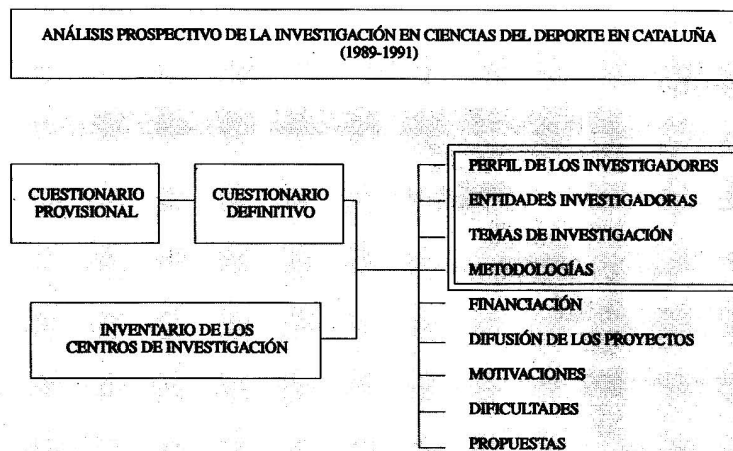 ANÁLISIS PROSPECTIVO DE LA INVESTIGACIÓN EN CIENCIAS DEL DEPORTE EN CATALUÑA
(1989-1991)
CUESTIONARIO
PROVISIONAL
CUESTIONARIO
DEFINITIVO
INVENTARIO DE LOS
CENTROS DE INVESTIGACIÓN
PERFIL DE LOS INVESTIGADORES
ENTIDADES INVESTIGADORAS
TEMAS DE INVESTIGACIÓN
METODOLOGÍAS
FINANCIACIÓN
DIFUSIÓN DE LOS PROYECTOS
MOTIVACIONES
DIFICULTADES
PROPUESTAS